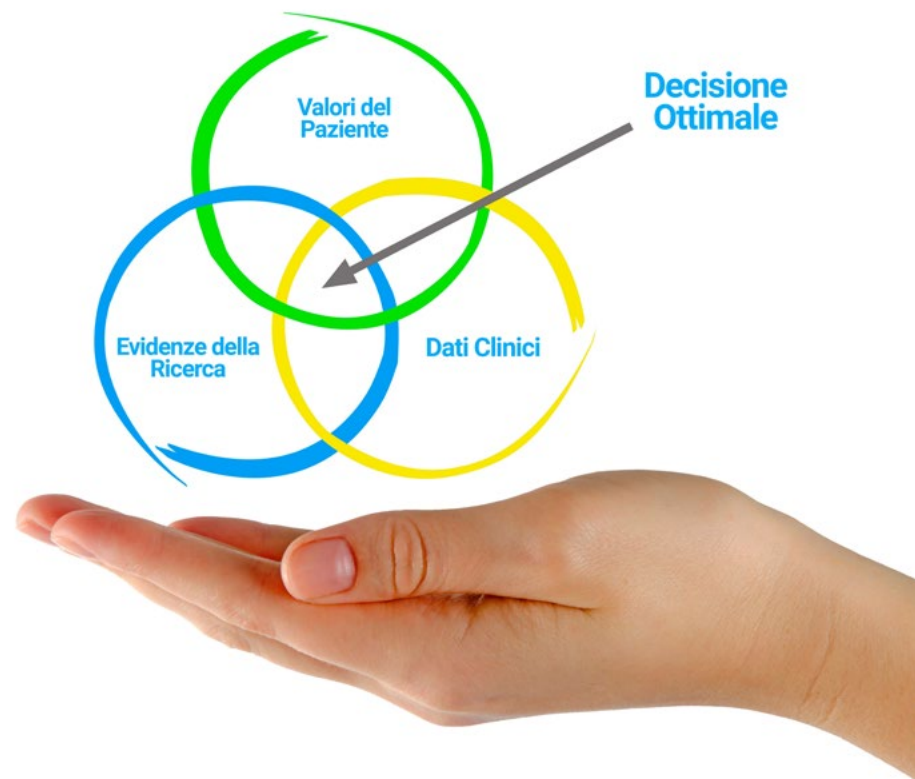 Valori del
Paziente
Decisione
Ottimale
Evidenze della
Ricerca
Dati Clinici